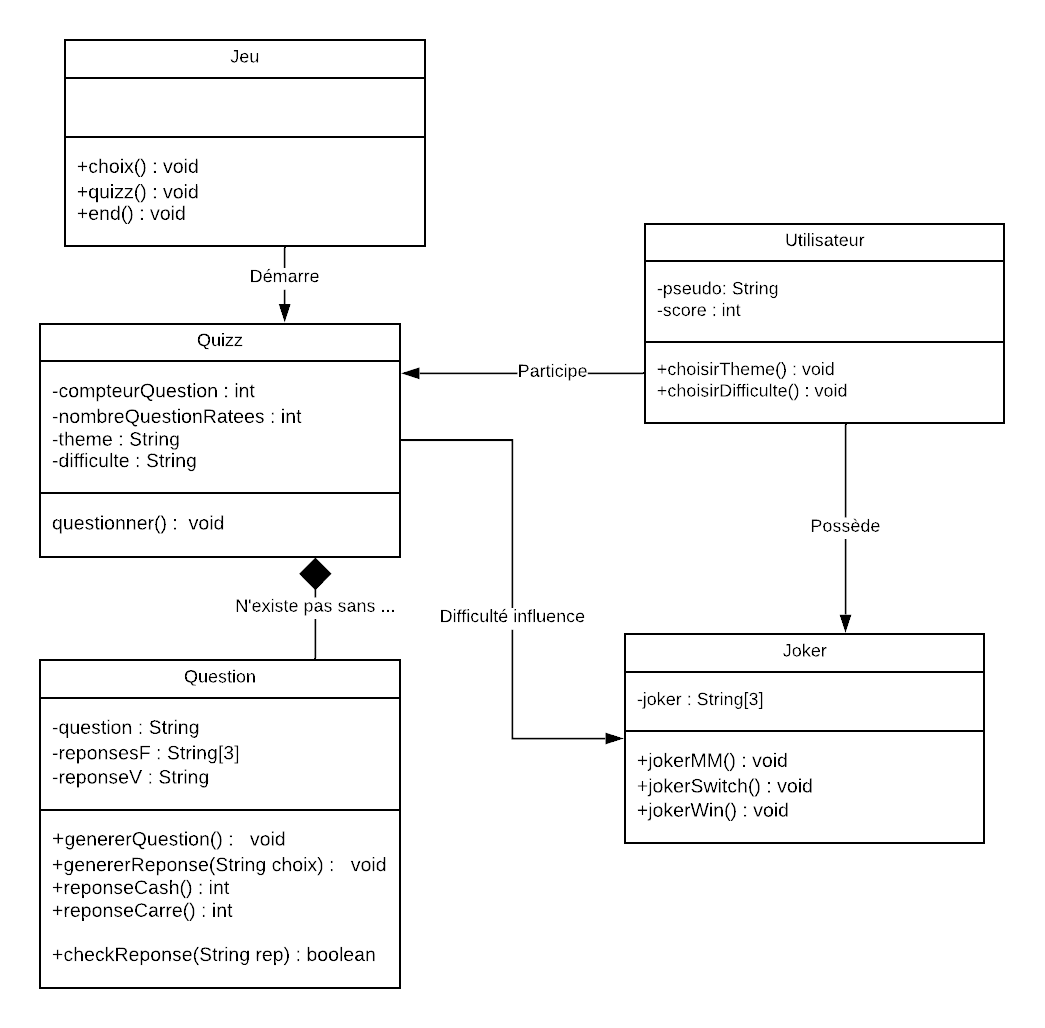 Jeu
+choix() : void
+quizz() : void
+end() : void
Démarre
Utilisateur
-pseudo: String
-score : int
+choisirTheme() : void
+choisirDifficulte() : void
Quizz
-compteurQuestion : int
-nombreQuestionRatees : int
-theme : String
-difficulte : String
questionner() :  void
Participe
Possède
N'existe pas sans ...
Difficulté influence
Question
-question : String
-reponsesF : String[3]
-reponseV : String
+genererQuestion() :   void
+genererReponse(String choix) :   void
+reponseCash() : int
+reponseCarre() : int
+checkReponse(String rep) : boolean
Joker
-joker : String[3]
+jokerMM() : void
+jokerSwitch() : void
+jokerWin() : void